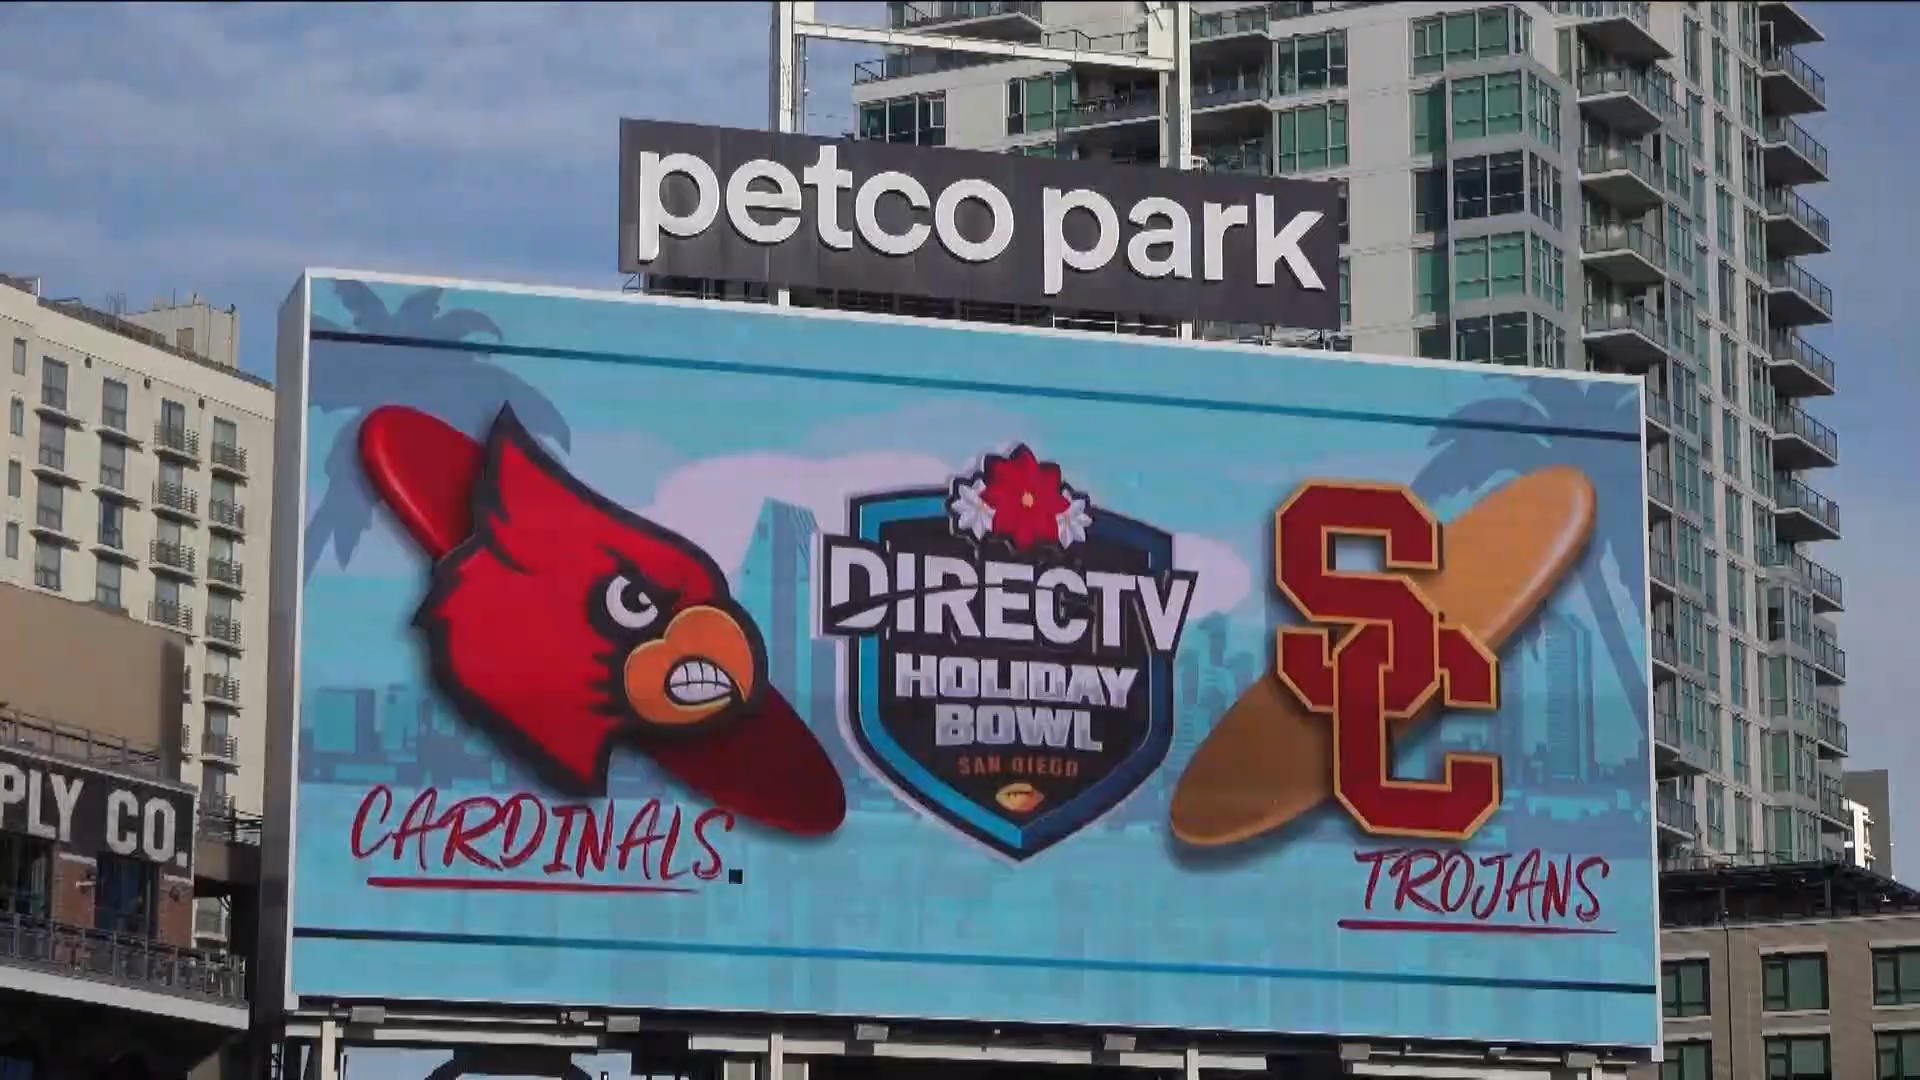 petco park
DIRECTV
HOLIDAY
BOWL
SAN DIEGO
SC
CARDINALS.
TROJANS
PLY CO.